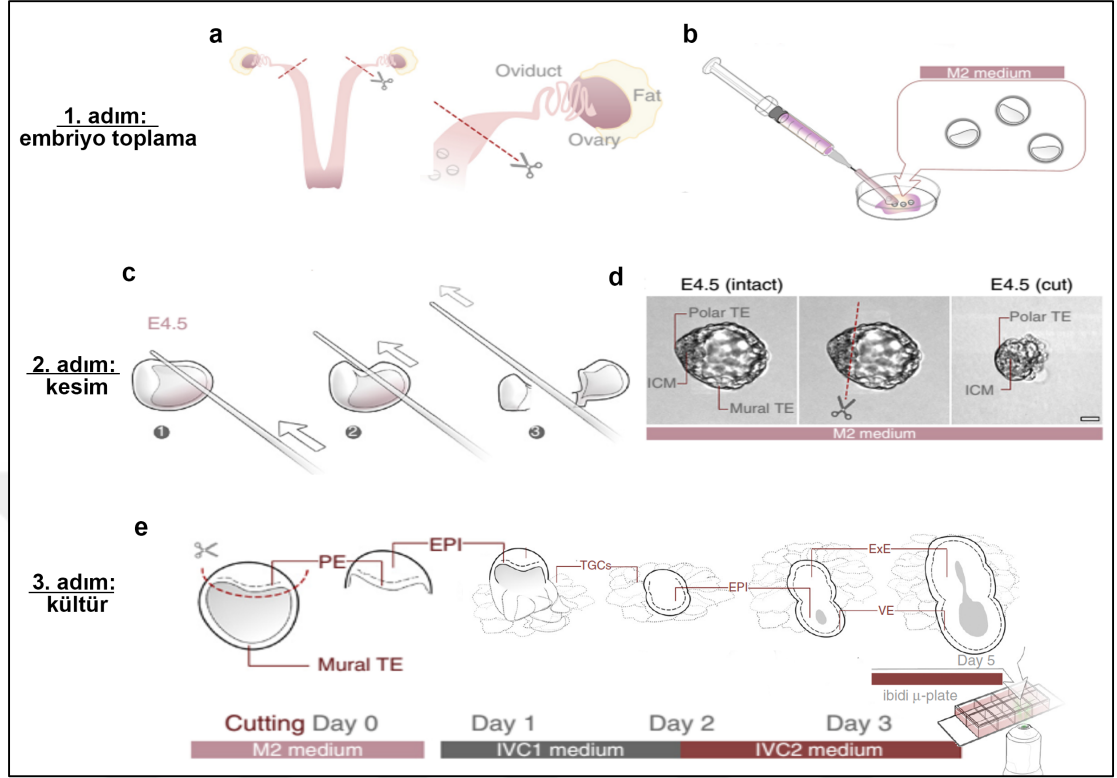 1. adım:
embriyo toplama
a
Oviduct
Fat
Ovary
b
M2 medium
2. adım:
kesim
c
E4.5
1
2
3
d
E4.5 (intact)
E4.5 (cut)
Polar TE
ICM
Mural TE
Polar TE
ICM
M2 medium
3. adım:
kültür
e
PE
EPI
Mural TE
TGCs
EPI
ExE
VE
Day 5
ibidi µ-plate
Cutting Day 0
Day 1
Day 2
Day 3
M2 medium
IVC1 medium
IVC2 medium